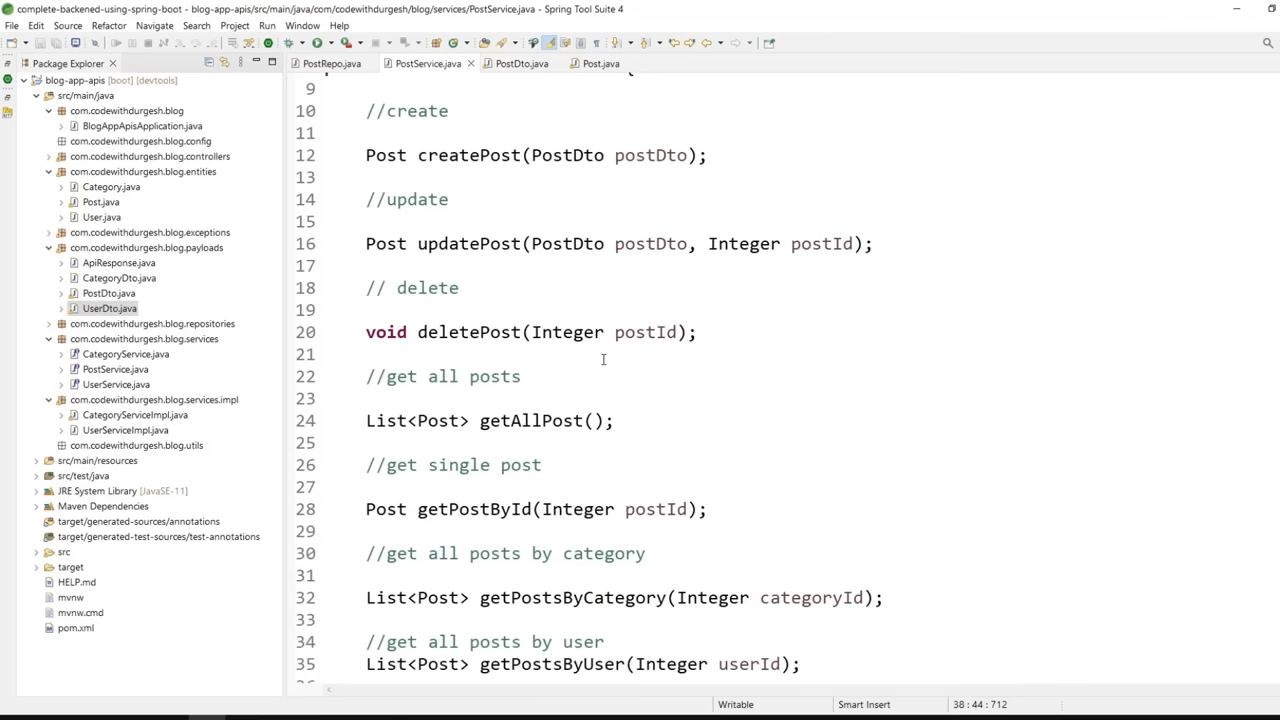 complete-backened-using-spring-boot - blog-app-apis/src/main/java/com/codewithdurgesh/blog/services/PostService.java - Spring Tool Suite 4
File Edit Source Refactor Navigate Search Project Run Window Help
Package Explorer
PostRepo.java PostService.java PostDto.java Post.java
blog-app-apis [boot] [devtools]
src/main/java
com.codewithdurgesh.blog
BlogAppApisApplication.java
com.codewithdurgesh.blog.config
com.codewithdurgesh.blog.controllers
com.codewithdurgesh.blog.entities
Category.java
Post.java
User.java
com.codewithdurgesh.blog.exceptions
com.codewithdurgesh.blog.payloads
ApiResponse.java
CategoryDto.java
PostDto.java
UserDto.java
com.codewithdurgesh.blog.repositories
com.codewithdurgesh.blog.services
CategoryService.java
PostService.java
UserService.java
com.codewithdurgesh.blog.services.impl
CategoryServiceImpl.java
UserServiceImpl.java
com.codewithdurgesh.blog.utils
src/main/resources
src/test/java
JRE System Library [JavaSE-11]
Maven Dependencies
target/generated-sources/annotations
target/generated-test-sources/test-annotations
src
target
HELP.md
mvnw
mvnw.cmd
pom.xml
9
10 //create
11
12 Post createPost(PostDto postDto);
13
14 //update
15
16 Post updatePost(PostDto postDto, Integer postId);
17
18 // delete
19
20 void deletePost(Integer postId);
21
22 //get all posts
23
24 List<Post> getAllPost();
25
26 //get single post
27
28 Post getPostById(Integer postId);
29
30 //get all posts by category
31
32 List<Post> getPostsByCategory(Integer categoryId);
33
34 //get all posts by user
35 List<Post> getPostsByUser(Integer userId);
Writable Smart Insert 38 : 44 : 712